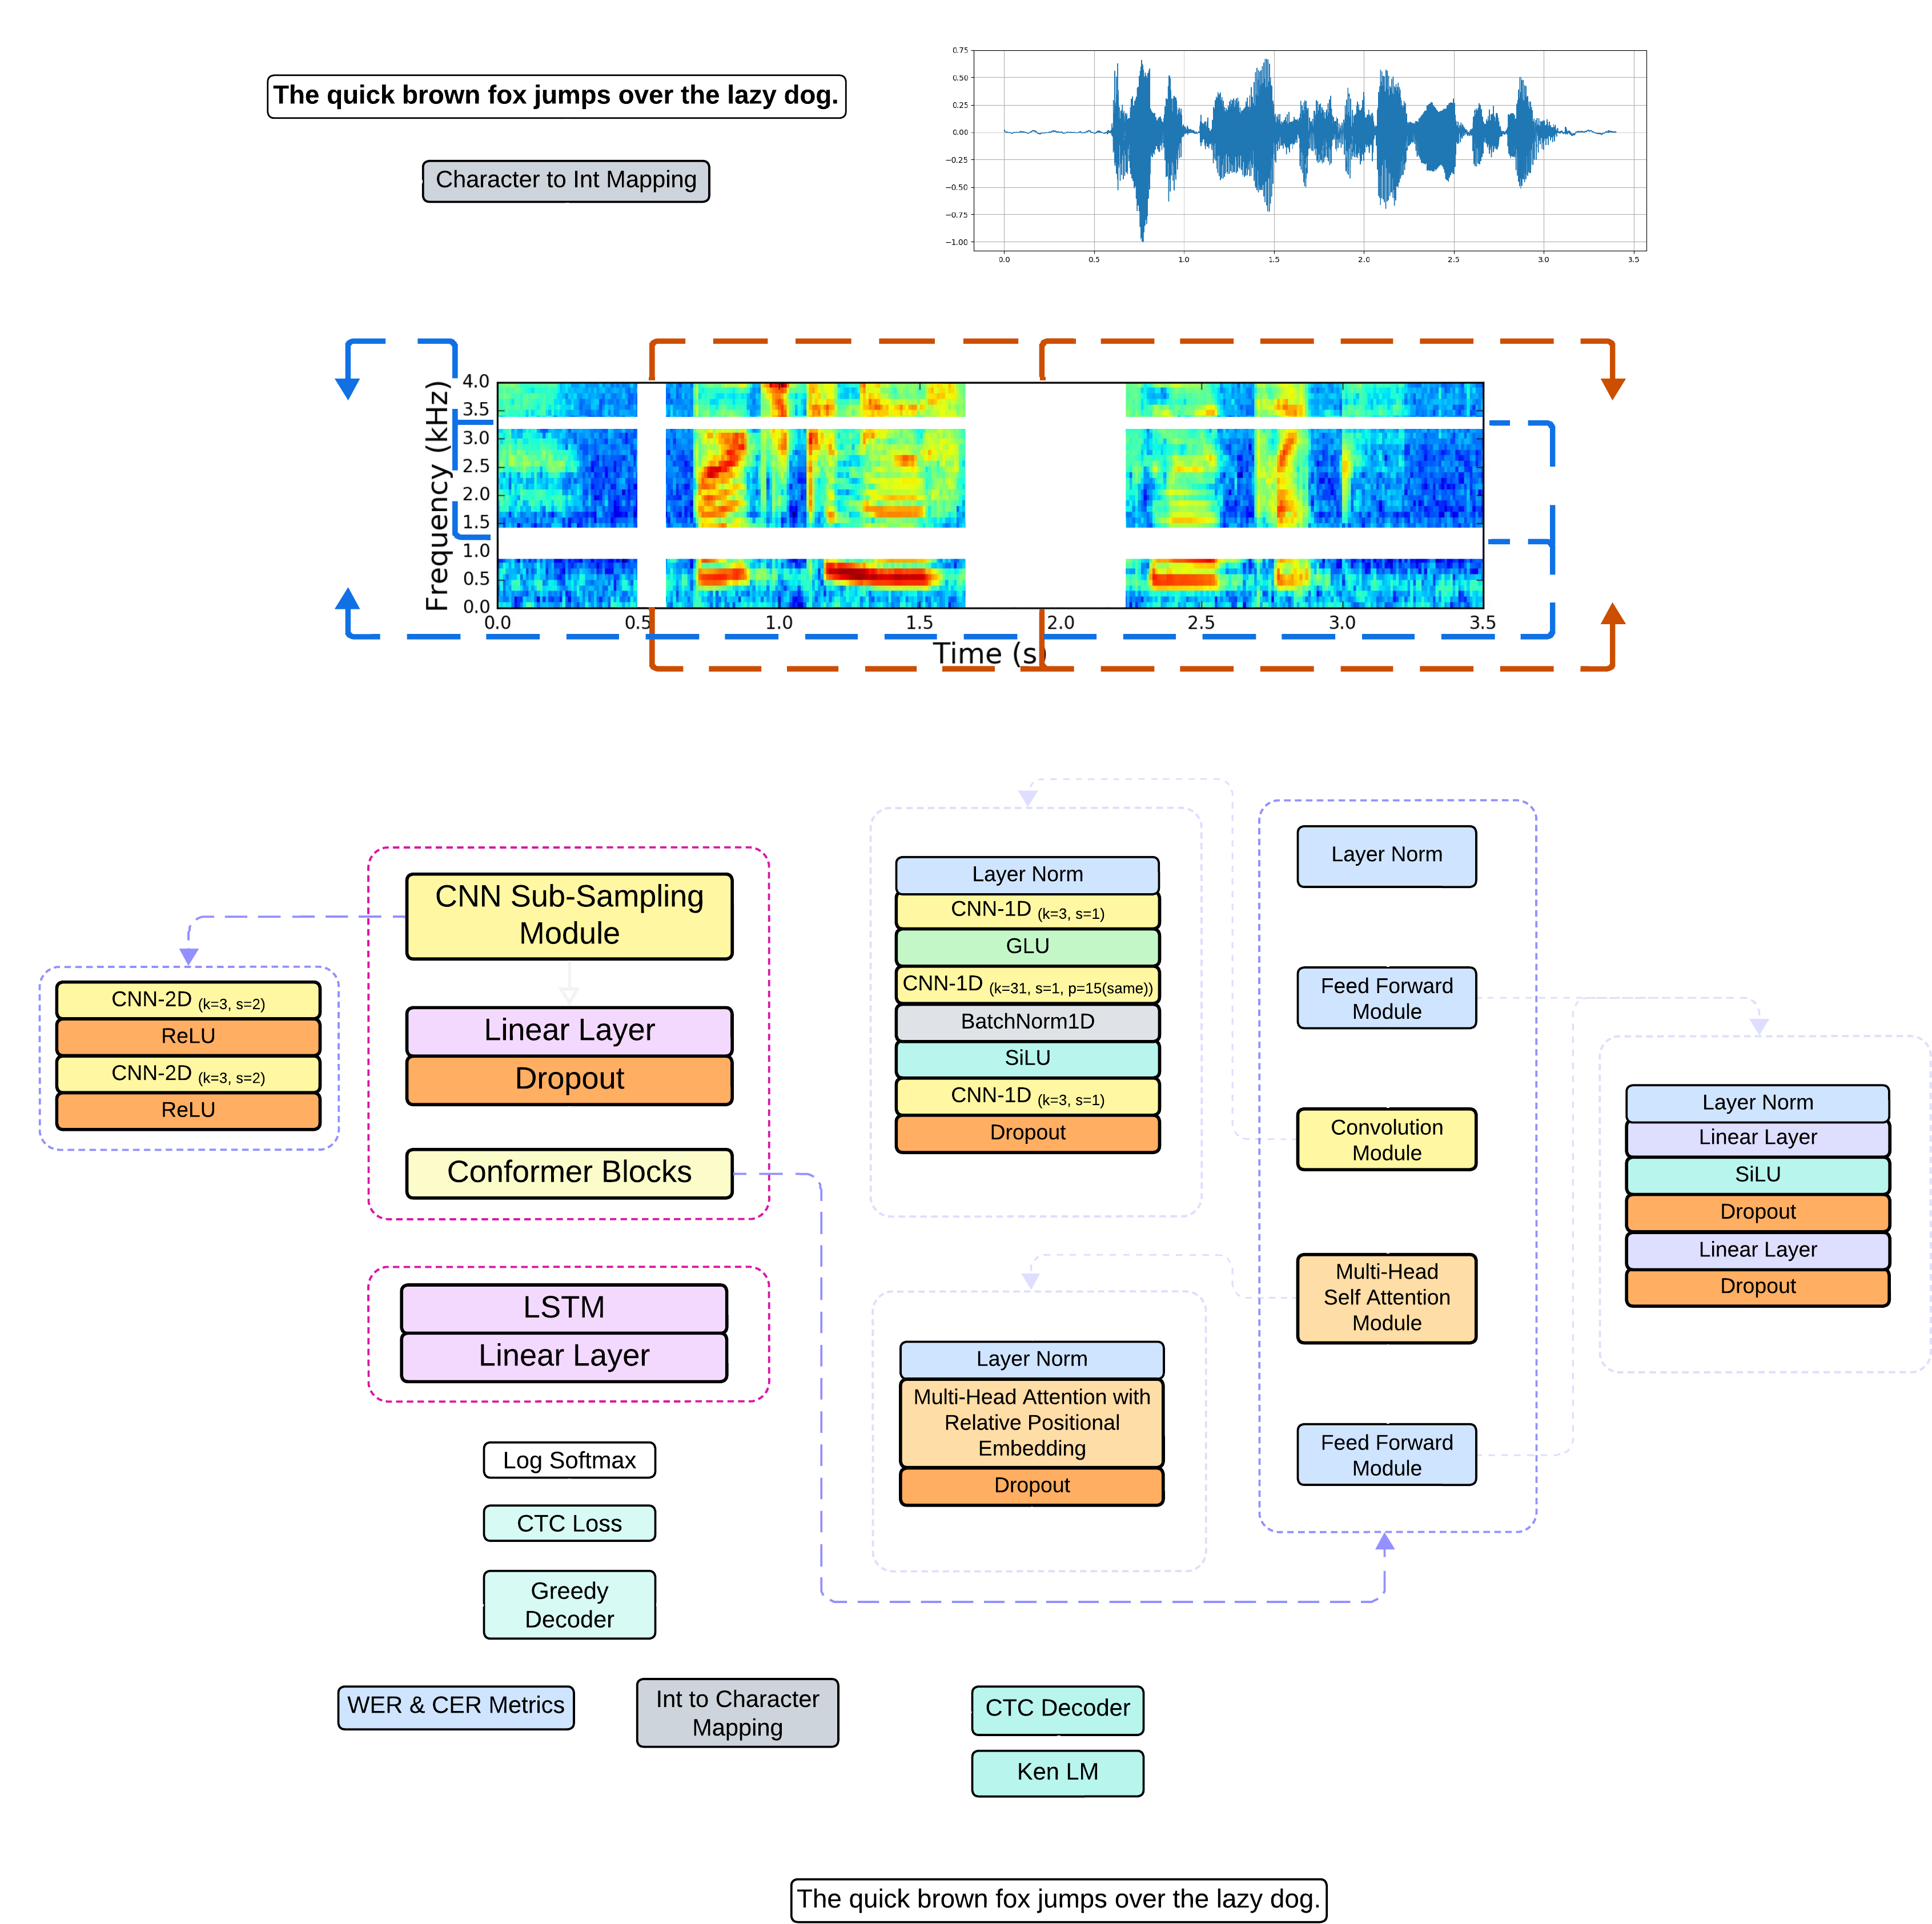 The quick brown fox jumps over the lazy dog.
Character to Int Mapping
0.75
0.50
0.25
0.00
−0.25
−0.50
−0.75
−1.00
0.0 0.5 1.0 1.5 2.0 2.5 3.0 3.5
Frequency (kHz)
4.0
3.5
3.0
2.5
2.0
1.5
1.0
0.5
0.0
0.0 0.5 1.0 1.5 2.0 2.5 3.0 3.5
Time (s)
CNN Sub-Sampling
Module
Linear Layer
Dropout
Conformer Blocks
CNN-2D (k=3, s=2)
ReLU
CNN-2D (k=3, s=2)
ReLU
LSTM
Linear Layer
Log Softmax
CTC Loss
Greedy
Decoder
WER & CER Metrics
Int to Character
Mapping
CTC Decoder
Ken LM
Layer Norm
CNN-1D (k=3, s=1)
GLU
CNN-1D (k=31, s=1, p=15(same))
BatchNorm1D
SiLU
CNN-1D (k=3, s=1)
Dropout
Layer Norm
Multi-Head Attention with
Relative Positional
Embedding
Dropout
Layer Norm
Feed Forward
Module
Convolution
Module
Multi-Head
Self Attention
Module
Feed Forward
Module
Layer Norm
Linear Layer
SiLU
Dropout
Linear Layer
Dropout
The quick brown fox jumps over the lazy dog.